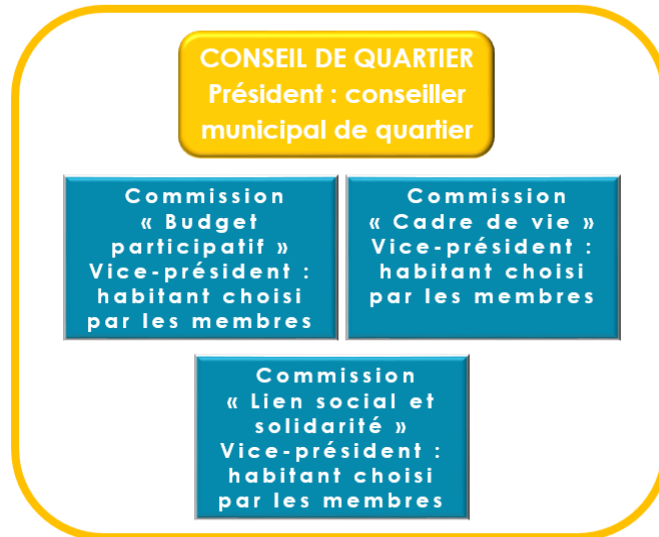 CONSEIL DE QUARTIER
Président : conseiller
municipal de quartier
Commission
« Budget
participatif »
Vice-président :
habitant choisi
par les membres
Commission
« Cadre de vie »
Vice-président :
habitant choisi
par les membres
Commission
« Lien social et
solidarité »
Vice-président :
habitant choisi
par les membres